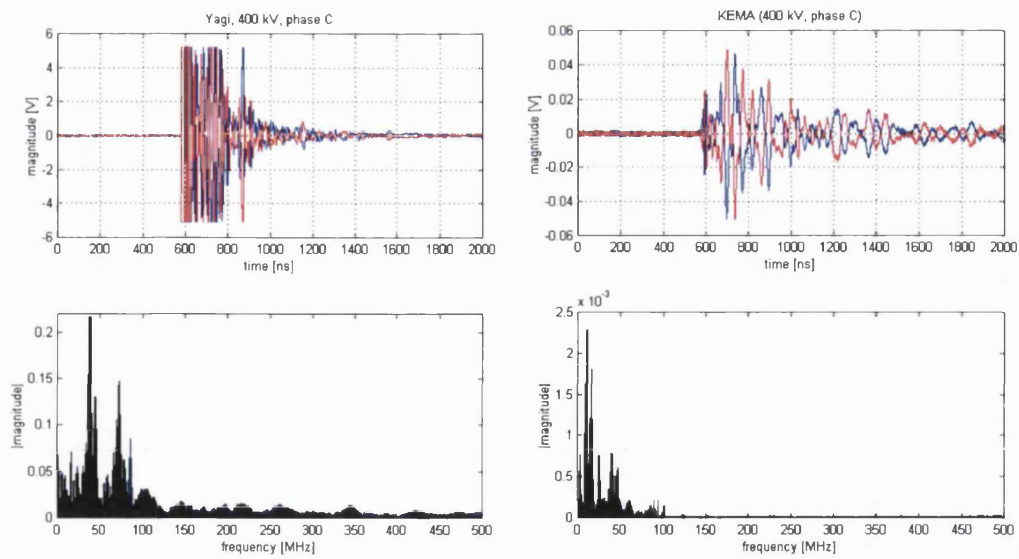 Yagi, 400 kV, phase C
6
4
2
0
-2
-4
-6
magnitude [V]
0 200 400 600 800 1000 1200 1400 1600 1800 2000
time [ns]
KEMA (400 kV, phase C)
0.06
0.04
0.02
0
-0.02
-0.04
-0.06
magnitude [V]
0 200 400 600 800 1000 1200 1400 1600 1800 2000
time [ns]
0.2
0.15
0.1
0.05
0
|magnitude|
0 50 100 150 200 250 300 350 400 450 500
frequency [MHz]
x 10-3
2.5
2
1.5
1
0.5
0
|magnitude|
0 50 100 150 200 250 300 350 400 450 500
frequency [MHz]